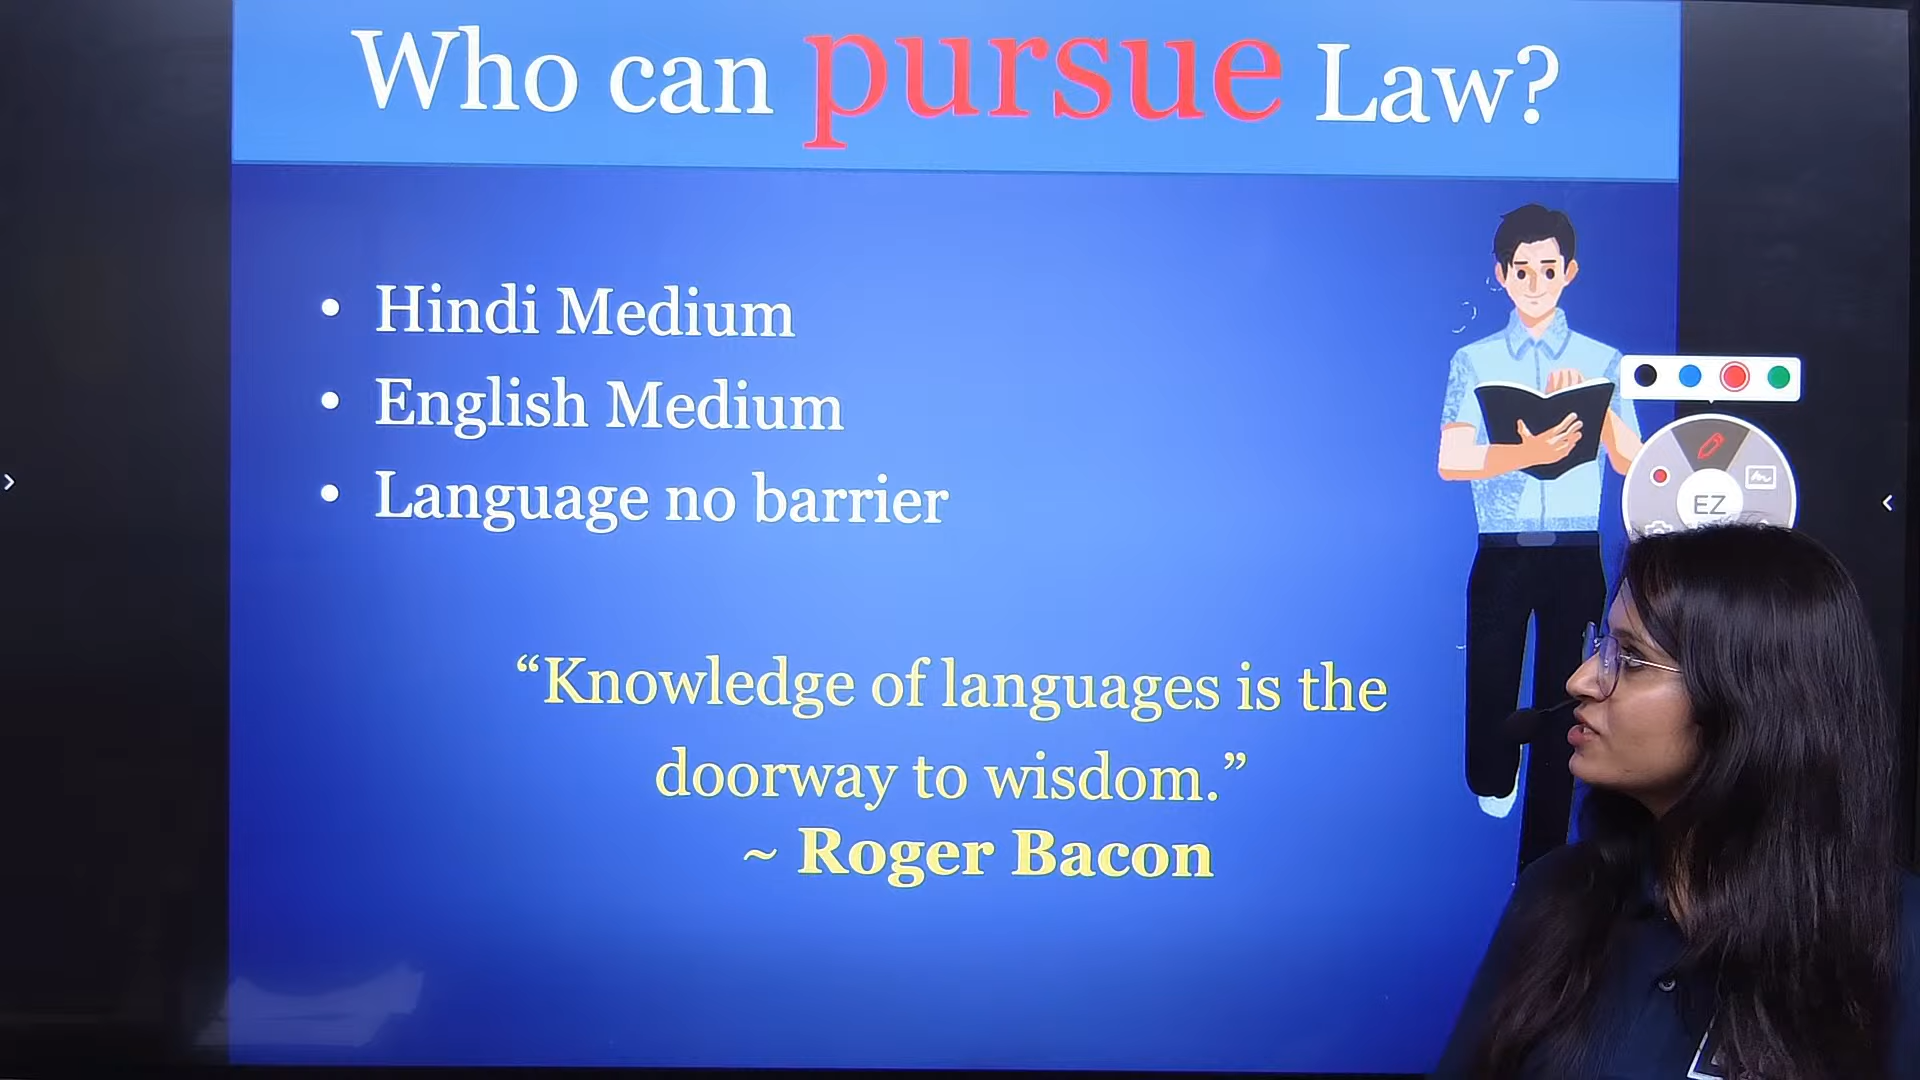 Who can pursue Law?
• Hindi Medium
• English Medium
• Language no barrier
“Knowledge of languages is the
doorway to wisdom.”
~ Roger Bacon
EZ